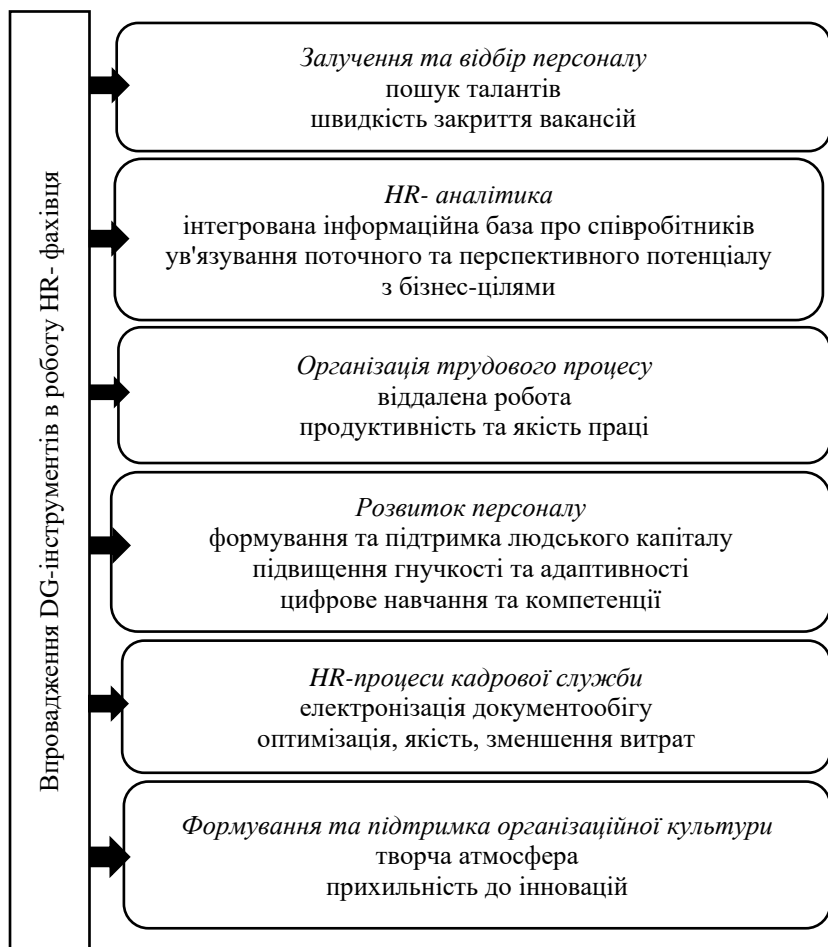 Впровадження DG-інструментів в роботу HR- фахівця
Залучення та відбір персоналу
пошук талантів
швидкість закриття вакансій
HR- аналітика
інтегрована інформаційна база про співробітників
ув'язування поточного та перспективного потенціалу
з бізнес-цілями
Організація трудового процесу
віддалена робота
продуктивність та якість праці
Розвиток персоналу
формування та підтримка людського капіталу
підвищення гнучкості та адаптивності
цифрове навчання та компетенції
HR-процеси кадрової служби
електронізація документообігу
оптимізація, якість, зменшення витрат
Формування та підтримка організаційної культури
творча атмосфера
прихильність до інновацій